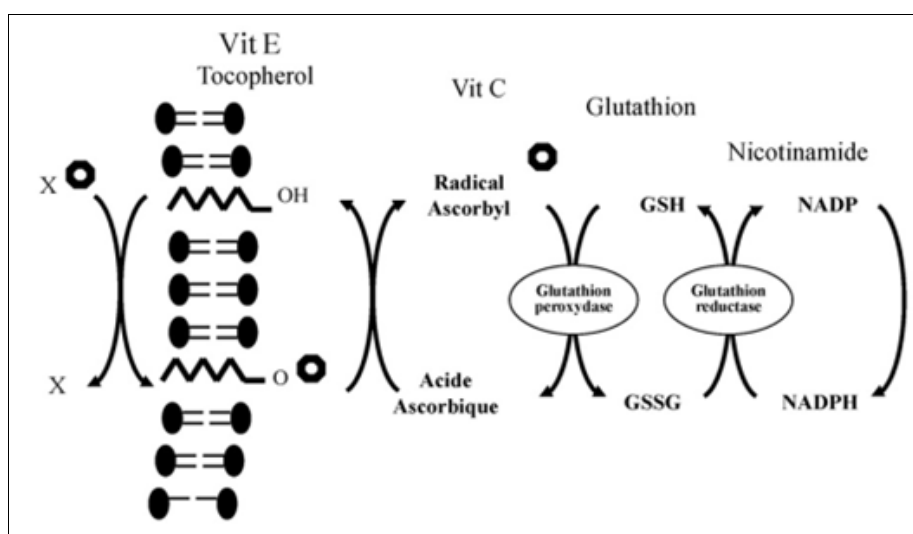 Vit E
Tocopherol
Vit C
Glutathion
Nicotinamide
X
OH
Radical
Ascorbyl
GSH
NADP
Glutathion
peroxydase
Glutathion
reductase
X
O
Acide
Ascorbique
GSSG
NADPH